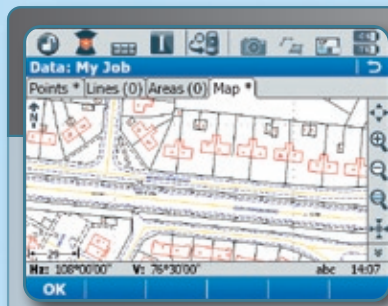 Data: My Job
Points * Lines (0) Areas (0) Map *
N
25
Hz: 108°00'00" V: 76°30'00" abc 14:07
OK